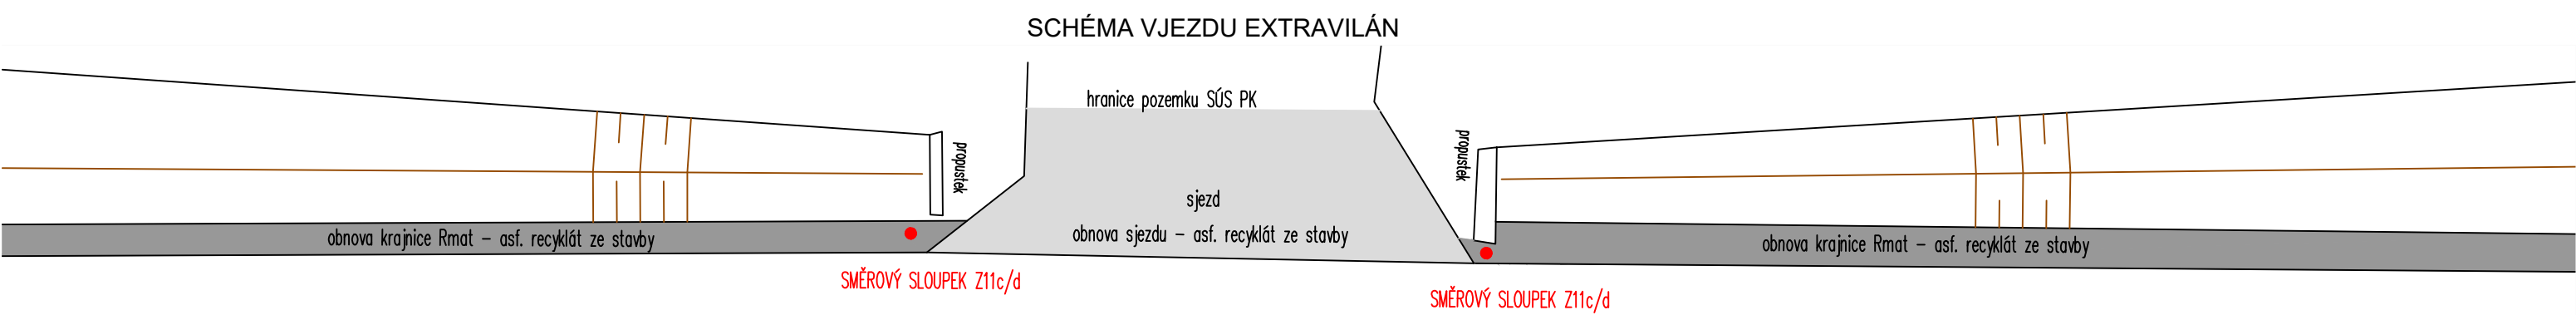 SCHÉMA VJEZDU EXTRAVILÁN
hranice pozemku SÚS PK
propustek
propustek
sjezd
obnova krajnice Rmat – asf. recyklát ze stavby
obnova sjezdu – asf. recyklát ze stavby
obnova krajnice Rmat – asf. recyklát ze stavby
SMĚROVÝ SLOUPEK Z11c/d
SMĚROVÝ SLOUPEK Z11c/d